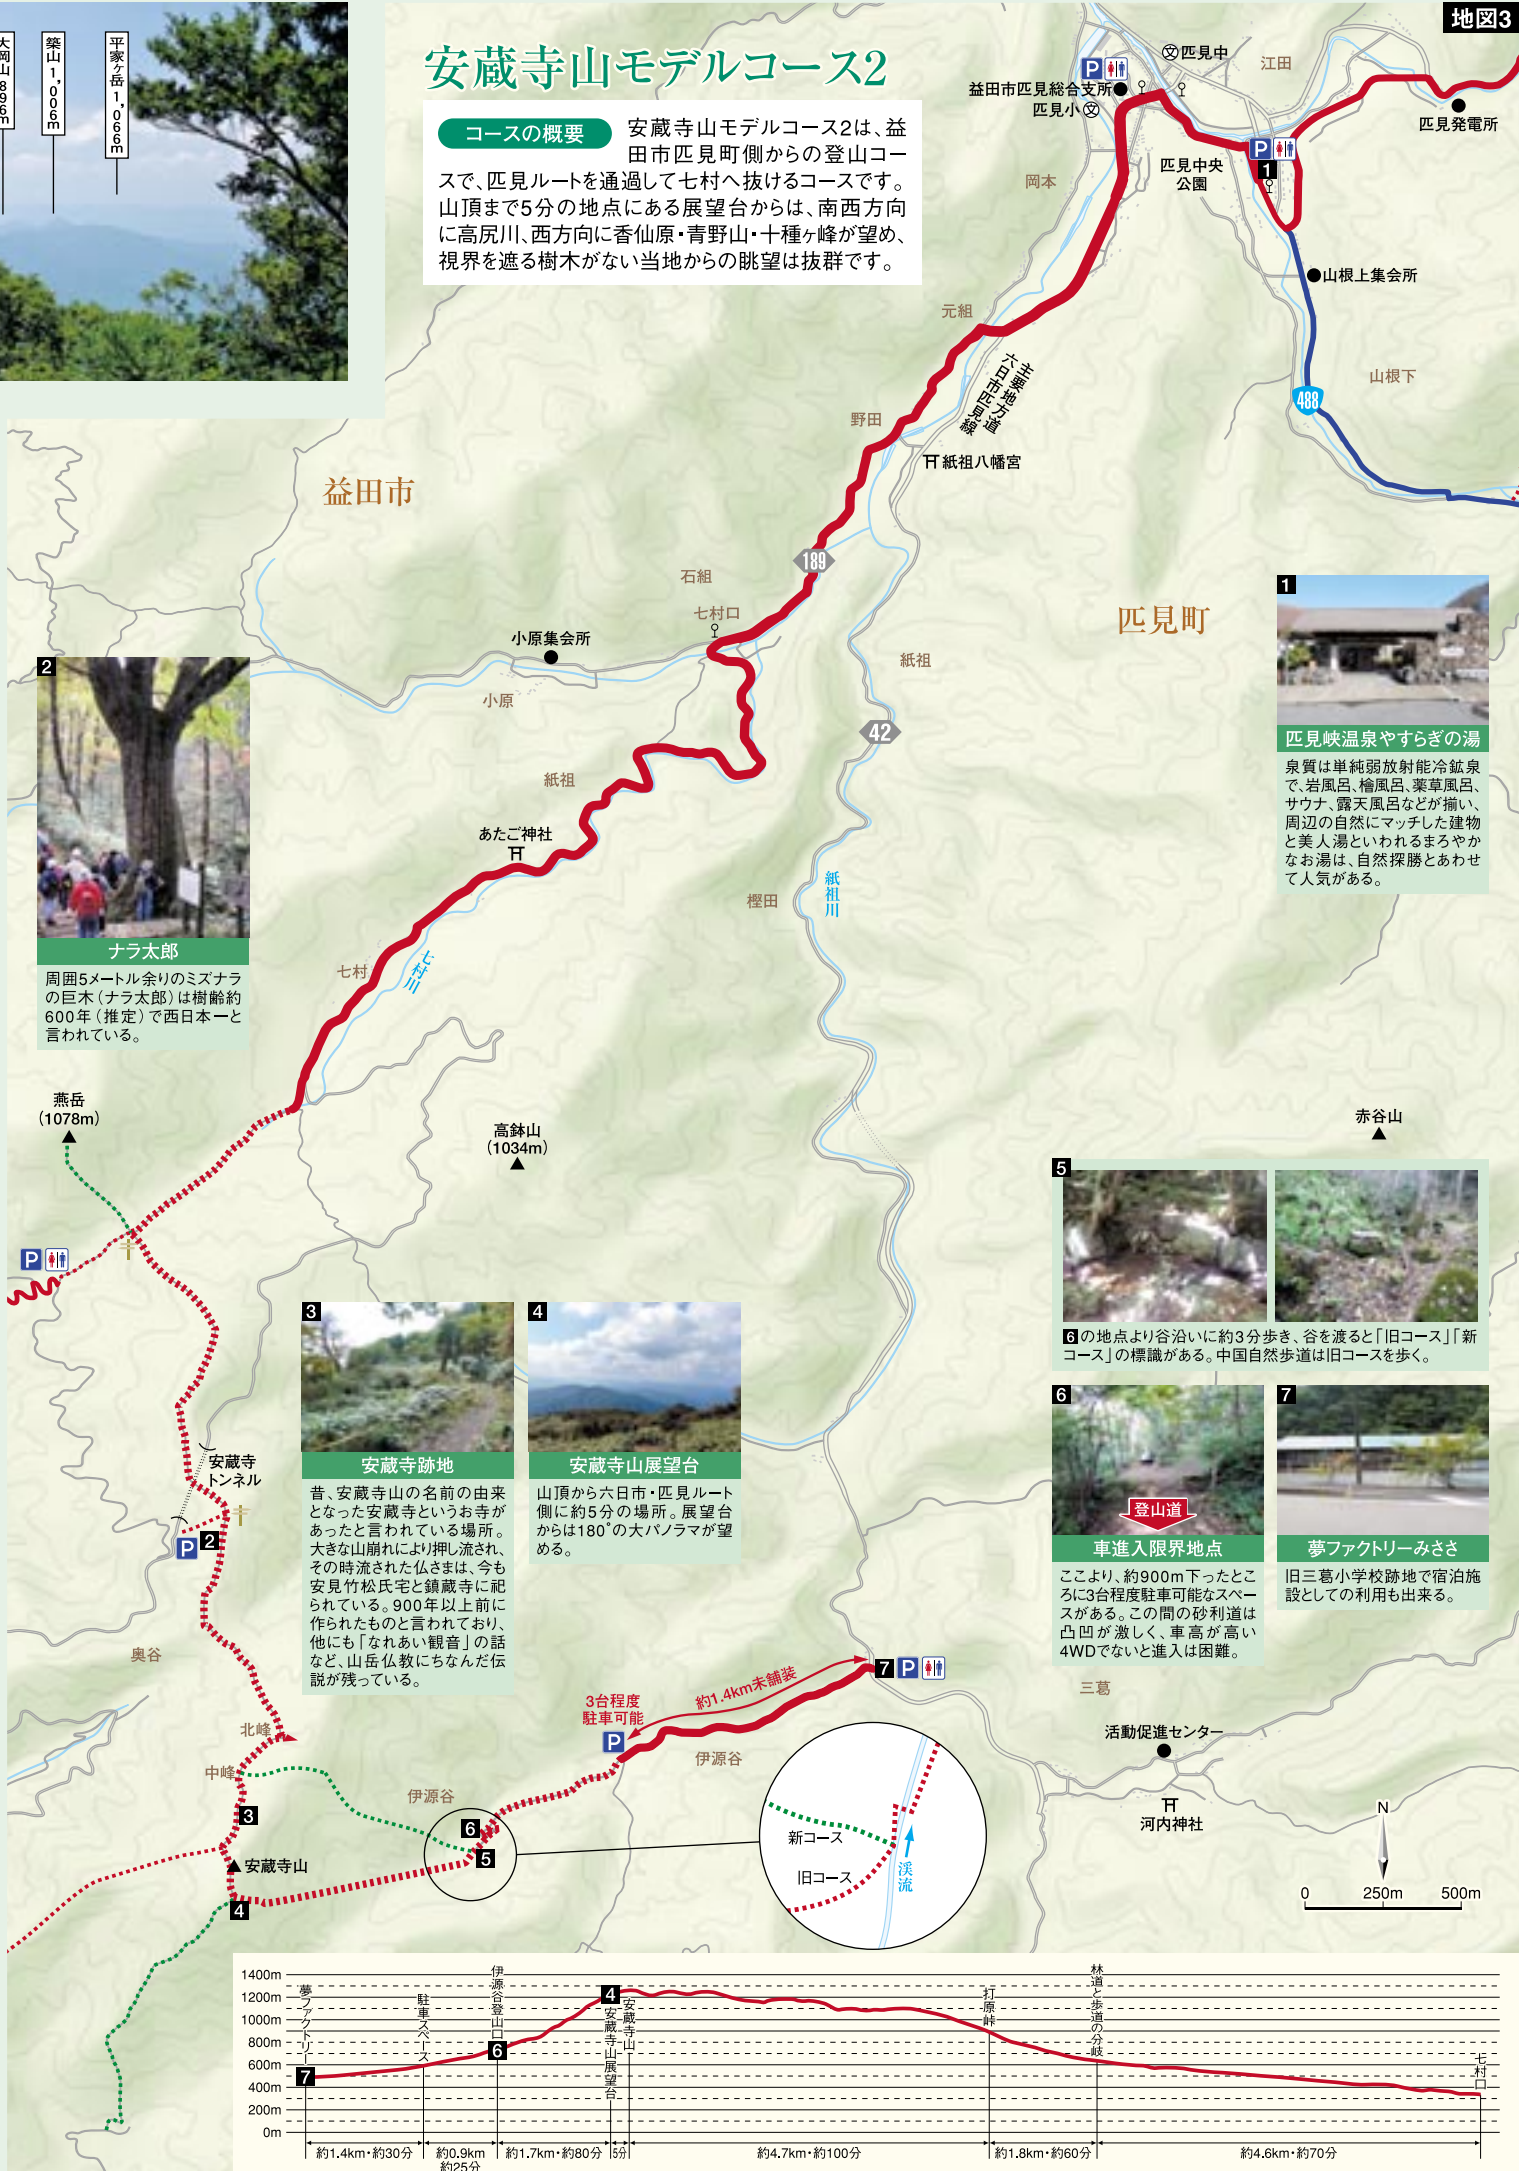 地図3
大岡山 896m
築山 1,006m
平家ヶ岳 1,066m
安蔵寺山モデルコース2
コースの概要
安蔵寺山モデルコース2は、益
田市匹見町側からの登山コー
スで、匹見ルートを通過して七村へ抜けるコースです。
山頂まで5分の地点にある展望台からは、南西方向
に高尻川、西方向に香仙原・青野山・十種ヶ峰が望め、
視界を遮る樹木がない当地からの眺望は抜群です。
匹見中
江田
P
益田市匹見総合支所
匹見小
匹見発電所
P
1
匹見中央
公園
岡本
山根上集会所
元組
主要地方道
六日市匹見線
山根下
488
野田
紙祖八幡宮
益田市
189
石組
七村口
匹見町
小原集会所
小原
紙祖
42
紙祖
あたご神社
樫田
紙祖川
七村
七村川
1
匹見峡温泉やすらぎの湯
泉質は単純弱放射能冷鉱泉
で、岩風呂、檜風呂、薬草風呂、
サウナ、露天風呂などが揃い、
周辺の自然にマッチした建物
と美人湯といわれるまろやか
なお湯は、自然探勝とあわせ
て人気がある。
2
ナラ太郎
周囲5メートル余りのミズナラ
の巨木（ナラ太郎）は樹齢約
600年（推定）で西日本一と
言われている。
燕岳
(1078m)
高鉢山
(1034m)
赤谷山
P
5
6の地点より谷沿いに約3分歩き、谷を渡ると「旧コース」「新
コース」の標識がある。中国自然歩道は旧コースを歩く。
3
安蔵寺跡地
昔、安蔵寺山の名前の由来
となった安蔵寺というお寺が
あったと言われている場所。
大きな山崩れにより押し流され、
その時流された仏さまは、今も
安見竹松氏宅と鎮蔵寺に祀
られている。900年以上前に
作られたものと言われており、
他にも「なれあい観音」の話
など、山岳仏教にちなんだ伝
説が残っている。
4
安蔵寺山展望台
山頂から六日市・匹見ルート
側に約5分の場所。展望台
からは180°の大パノラマが望
める。
6
登山道
車進入限界地点
ここより、約900m下ったとこ
ろに3台程度駐車可能なスペー
スがある。この間の砂利道は
凸凹が激しく、車高が高い
4WDでないと進入は困難。
7
夢ファクトリーみささ
旧三葛小学校跡地で宿泊施
設としての利用も出来る。
安蔵寺
トンネル
P
2
奥谷
北峰
中峰
3
安蔵寺山
4
伊源谷
6
5
3台程度
駐車可能
P
約1.4km未舗装
7
P
伊源谷
三葛
活動促進センター
河内神社
新コース
旧コース
渓流
N
0 250m 500m
1400m
1200m
1000m
800m
600m
400m
200m
0m
夢ファクトリー
7
駐車スペース
伊源谷登山口
6
4
安蔵寺山展望台
安蔵寺山
打原峠
林道と歩道の分岐
七村口
約1.4km・約30分
約0.9km
約25分
約1.7km・約80分
5分
約4.7km・約100分
約1.8km・約60分
約4.6km・約70分